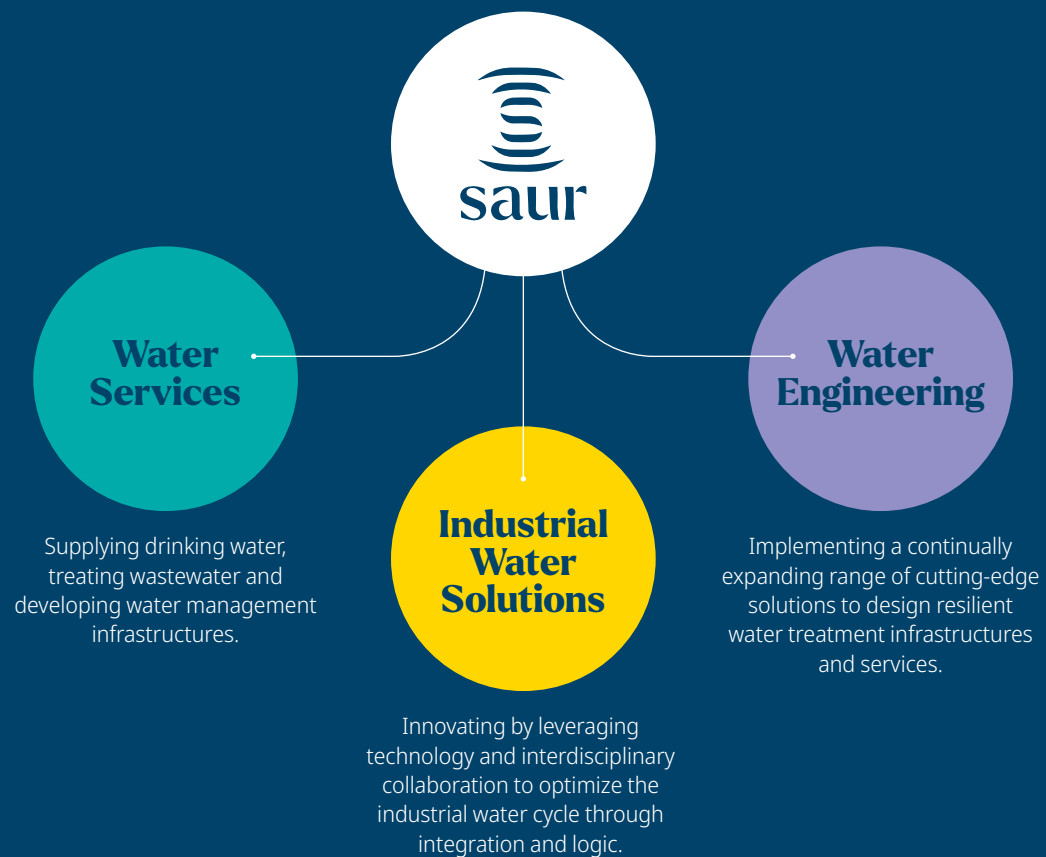 saur
Water
Services
Supplying drinking water,
treating wastewater and
developing water management
infrastructures.
Industrial
Water
Solutions
Innovating by leveraging
technology and interdisciplinary
collaboration to optimize the
industrial water cycle through
integration and logic.
Water
Engineering
Implementing a continually
expanding range of cutting-edge
solutions to design resilient
water treatment infrastructures
and services.